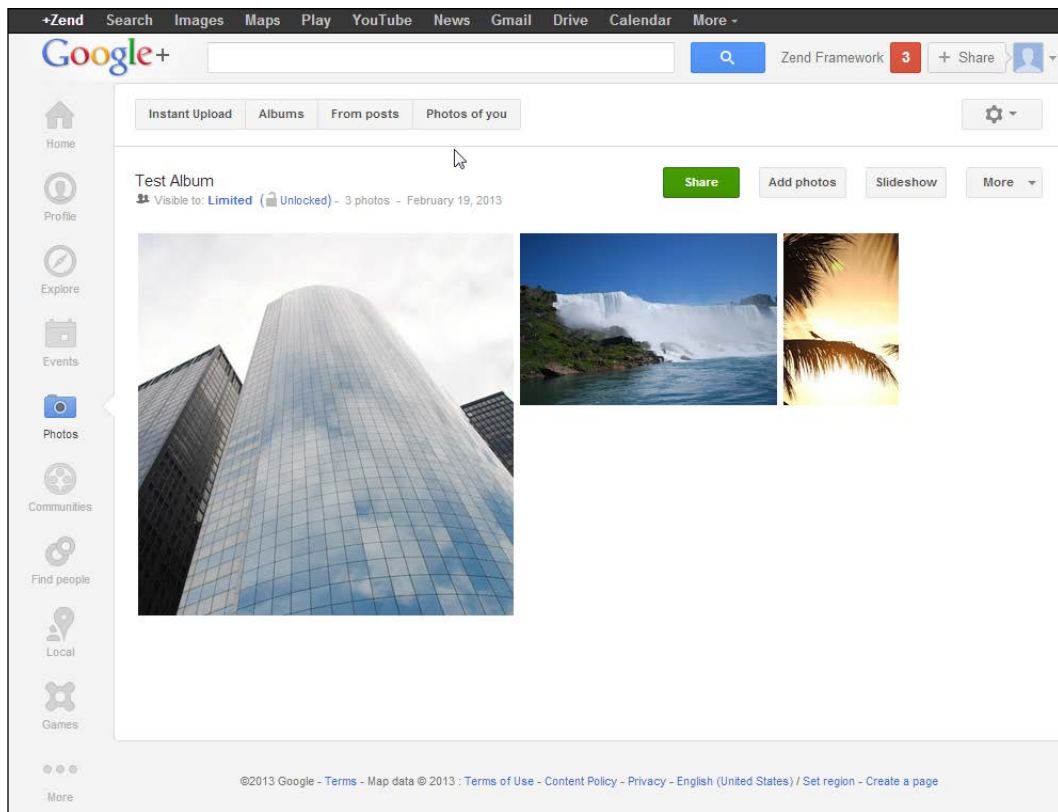 +Zend Search Images Maps Play YouTube News Gmail Drive Calendar More
Google+
Zend Framework 3 + Share
Home
Profile
Explore
Events
Photos
Communities
Find people
Local
Games
More
Instant Upload Albums From posts Photos of you
Test Album
Visible to: Limited (Unlocked) - 3 photos - February 19, 2013
Share Add photos Slideshow More
©2013 Google - Terms - Map data © 2013 : Terms of Use - Content Policy - Privacy - English (United States) / Set region - Create a page